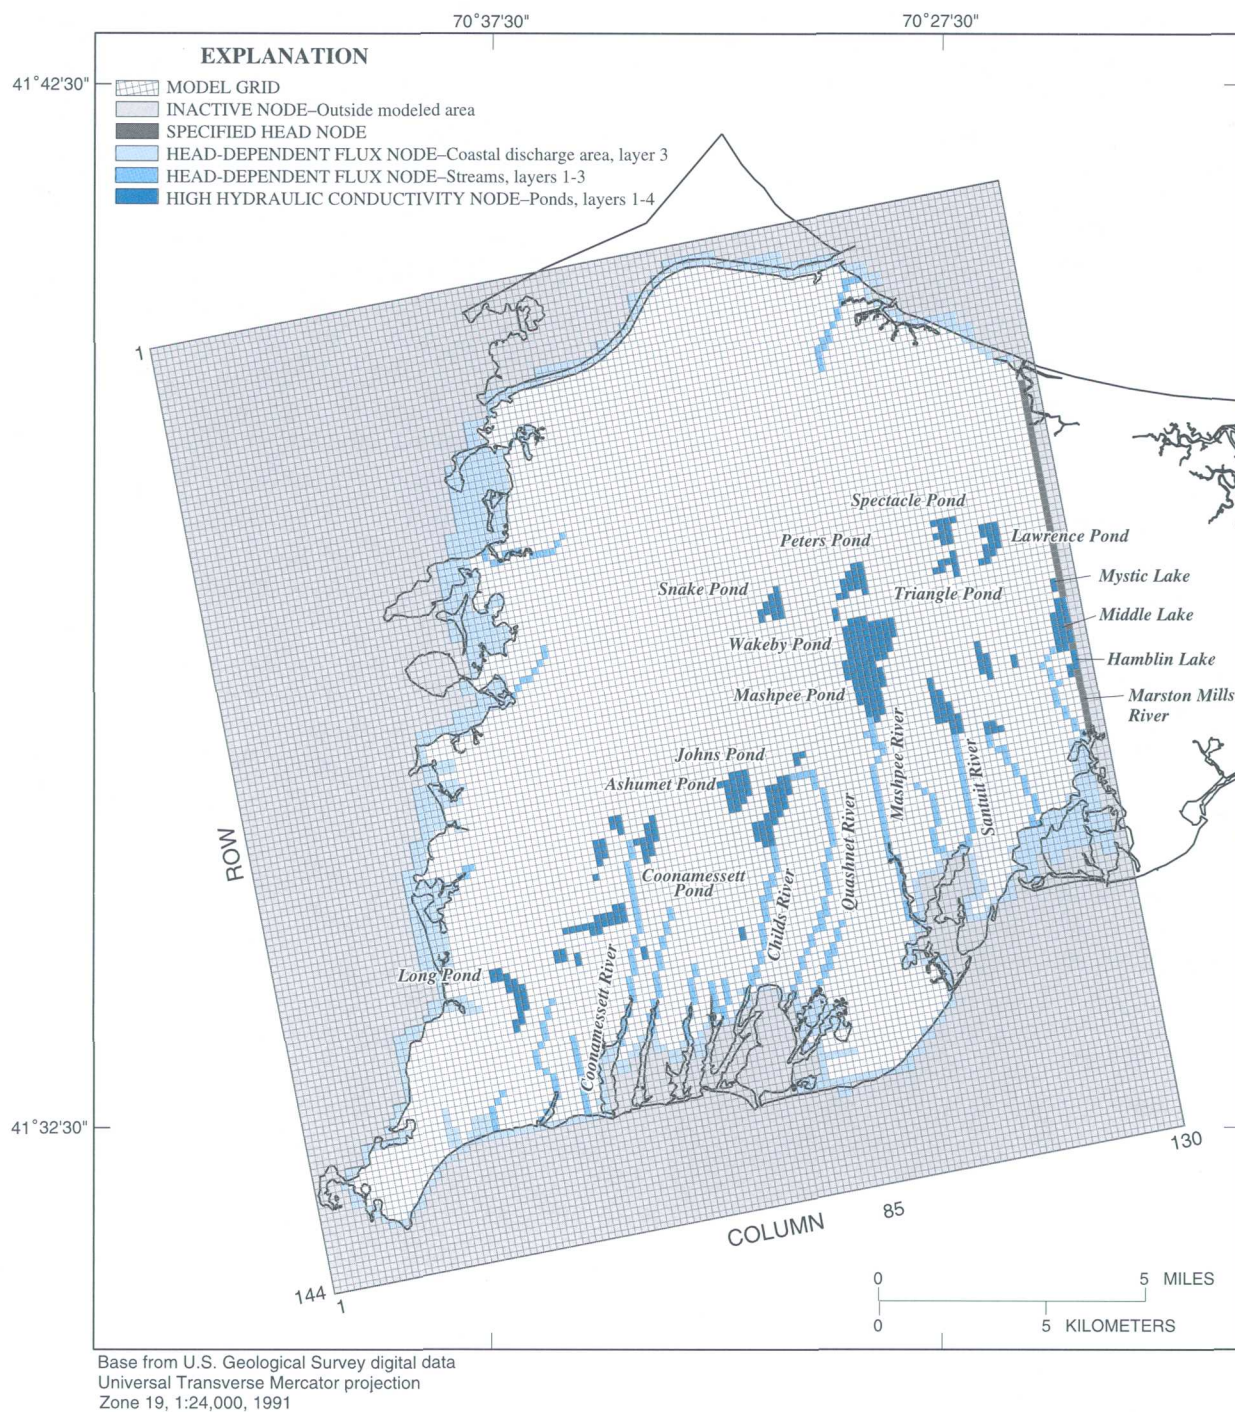 70°37'30"
70°27'30"
EXPLANATION
41°42'30"
MODEL GRID
INACTIVE NODE–Outside modeled area
SPECIFIED HEAD NODE
HEAD-DEPENDENT FLUX NODE–Coastal discharge area, layer 3
HEAD-DEPENDENT FLUX NODE–Streams, layers 1-3
HIGH HYDRAULIC CONDUCTIVITY NODE–Ponds, layers 1-4
1
Spectacle Pond
Lawrence Pond
Peters Pond
Mystic Lake
Snake Pond
Triangle Pond
Middle Lake
Wakeby Pond
Hamblin Lake
Mashpee Pond
Marston Mills
River
Mashpee River
Johns Pond
Santuit River
Ashumet Pond
ROW
Quashnet River
Coonamessett
Pond
Childs River
Long Pond
Coonamessett River
41°32'30"
130
85
COLUMN
144
1
0 5 MILES
0 5 KILOMETERS
Base from U.S. Geological Survey digital data
Universal Transverse Mercator projection
Zone 19, 1:24,000, 1991